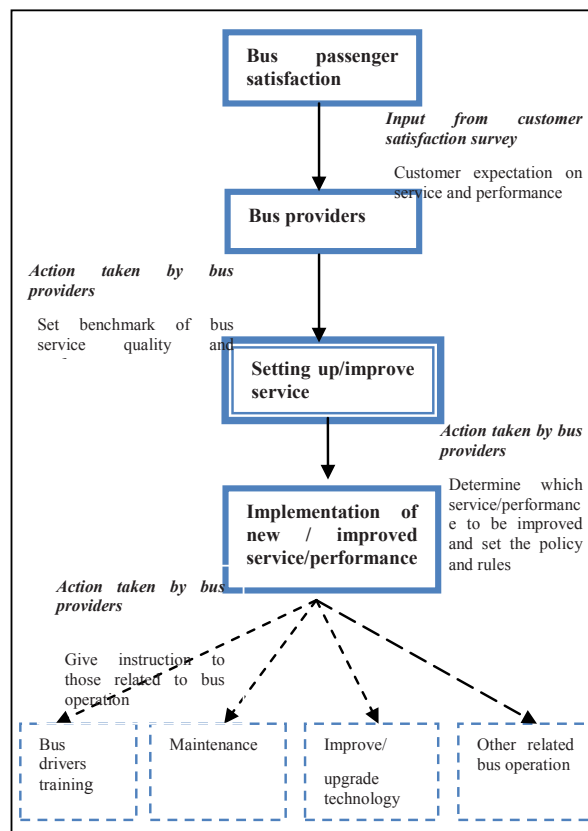 Bus passenger
satisfaction
Input from customer
satisfaction survey
Customer expectation on
service and performance
Bus providers
Action taken by bus
providers
Set benchmark of bus
service quality and
Setting up/improve
service
Action taken by bus
providers
Determine which
service/performanc
e to be improved
and set the policy
and rules
Implementation of
new / improved
service/performance
Action taken by bus
providers
Give instruction to
those related to bus
operation
Bus
drivers
training
Maintenance
Improve/
upgrade
technology
Other related
bus operation